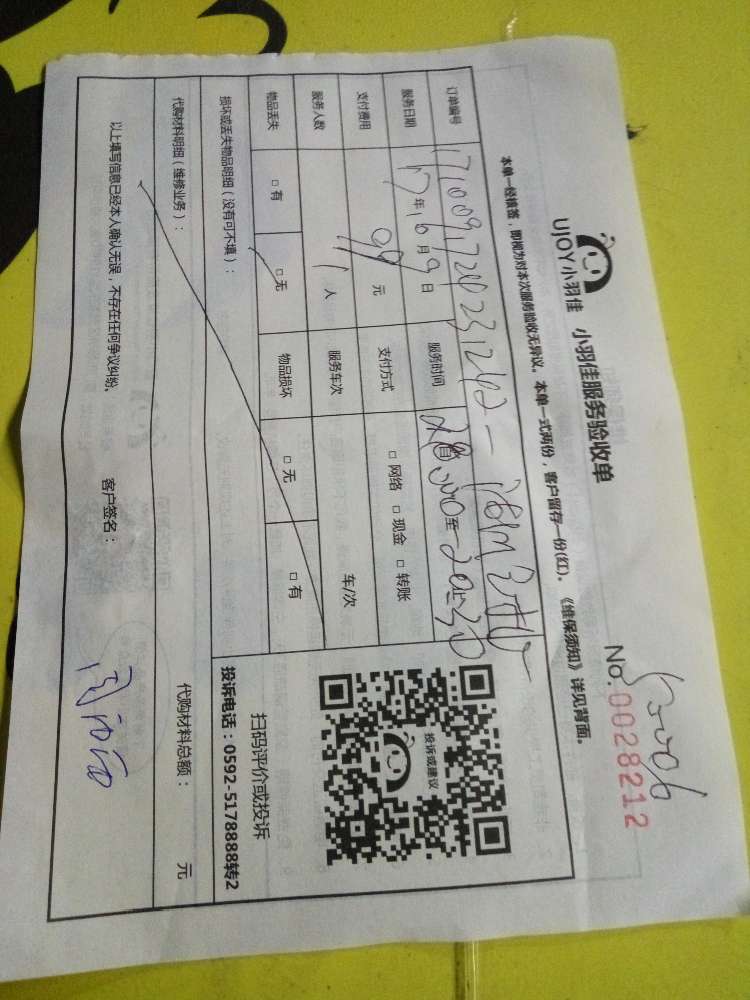 UJOY小羽佳 小羽佳服务验收单
No.0028212
本单一经核签，即视为对本次服务验收无异议。本单一式两份，客户留存一份(红)。《维保须知》详见背面。
订单编号
服务日期 17年10月9日 服务时间 至 20:30
支付费用 元 支付方式 □ 网络 □ 现金 □ 转账
服务人数 1人 服务车次 车/次
物品丢失 □ 有 □ 无 物品损坏 □ 无 □ 有
投诉或建议
扫码评价或投诉
投诉电话：0592-5178888转2
损坏或丢失物品明细（没有可不填）：
代购材料明细（维修业务）： 代购材料总额： 元
以上填写信息已经本人确认无误，不存在任何争议纠纷。 客户签名：